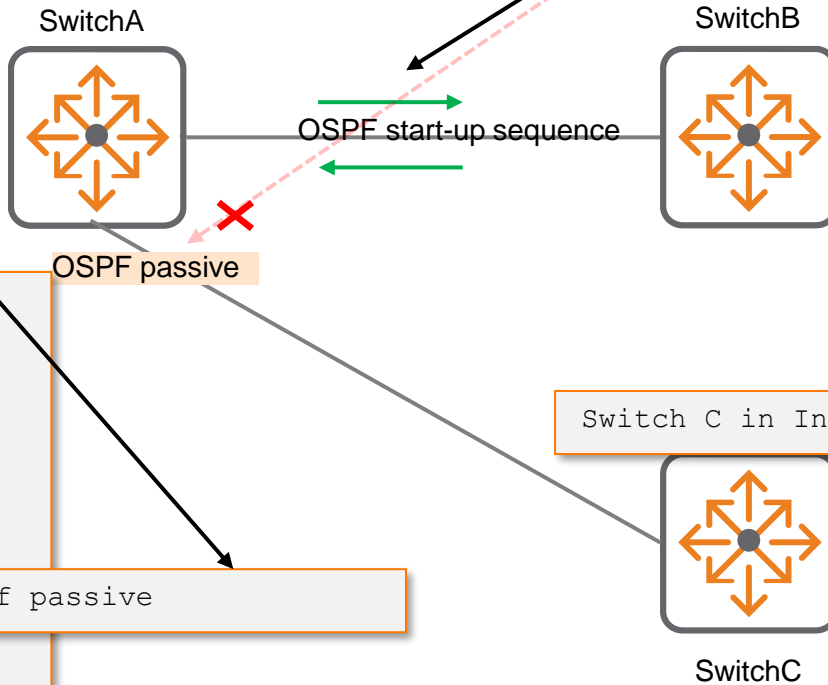 SwitchA
SwitchB
OSPF start-up sequence
OSPF passive
Switch C in In
f passive
SwitchC